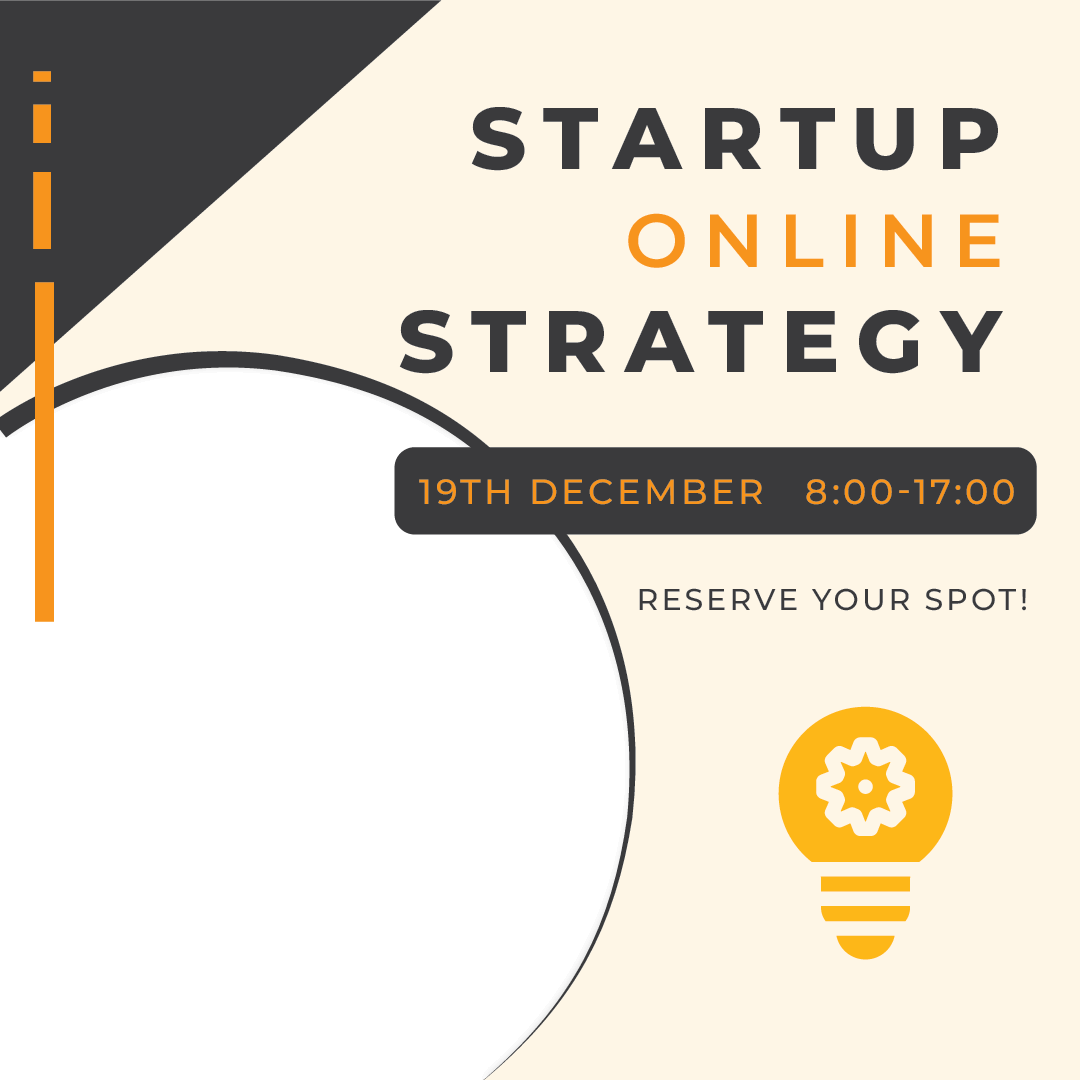 STARTUP
ONLINE
STRATEGY
19TH DECEMBER 8:00-17:00
RESERVE YOUR SPOT!